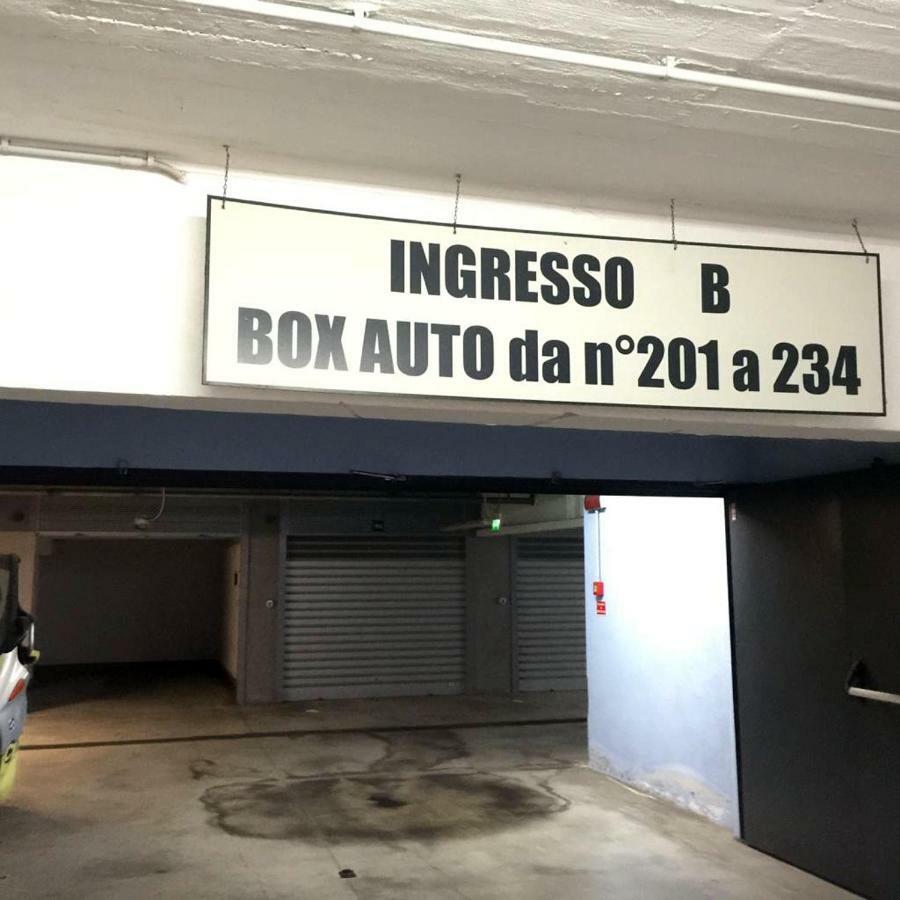 INGRESSO B
BOX AUTO da n°201 a 234